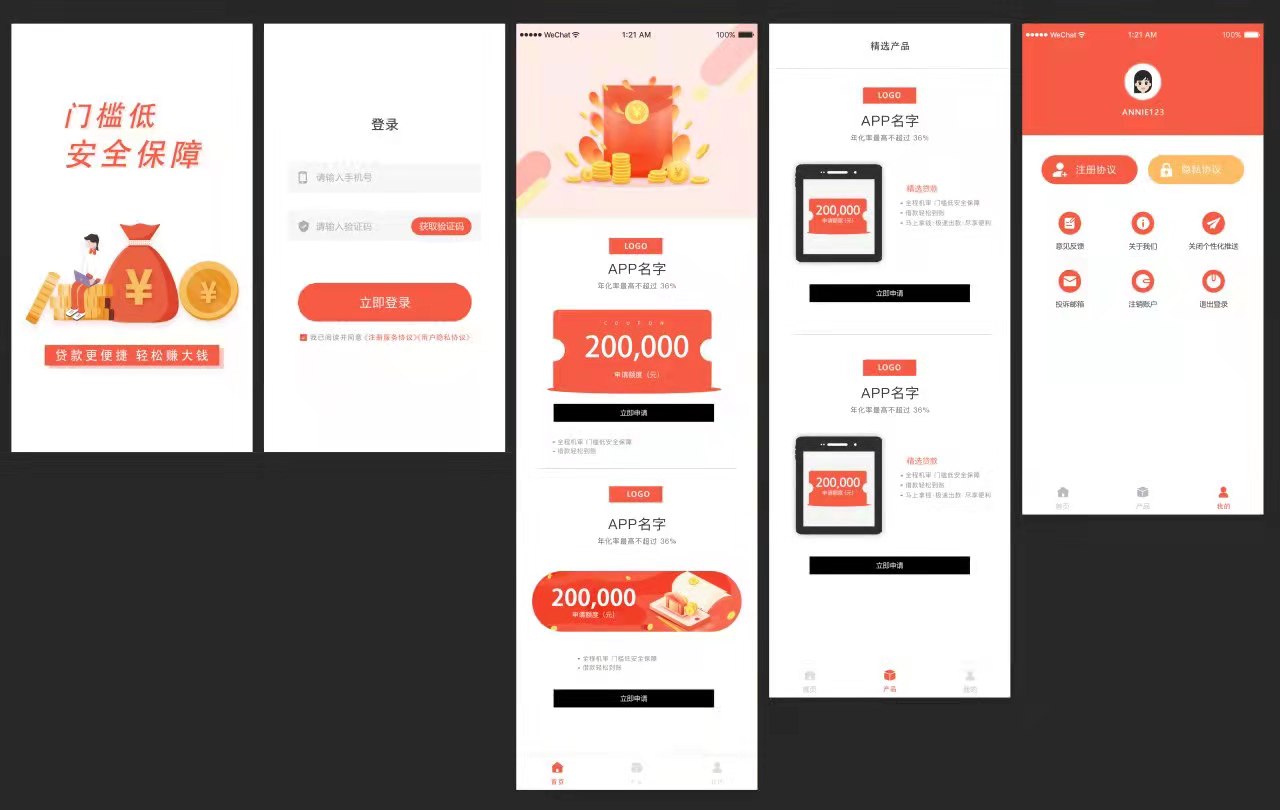 门槛低
安全保障
贷款更便捷 轻松赚大钱
登录
请输入手机号
请输入验证码
获取验证码
立即登录
我已阅读并同意《注册服务协议》《用户隐私协议》
WeChat
1:21 AM
100%
LOGO
APP名字
年化率最高不超过 36%
200,000
申请额度（元）
立即申请
• 全程机审 门槛低安全保障
• 借款轻松到账
LOGO
APP名字
年化率最高不超过 36%
200,000
申请额度（元）
• 全程机审 门槛低安全保障
• 借款轻松到账
立即申请
首页
精选产品
LOGO
APP名字
年化率最高不超过 36%
200,000
申请额度（元）
精选贷款
• 全程机审 门槛低安全保障
• 借款轻松到账
• 马上拿钱·极速出款·尽享便利
立即申请
LOGO
APP名字
年化率最高不超过 36%
200,000
申请额度（元）
精选贷款
• 全程机审 门槛低安全保障
• 借款轻松到账
• 马上拿钱·极速出款·尽享便利
立即申请
首页
产品
我的
WeChat
1:21 AM
100%
ANNIE123
注册协议
隐私协议
意见反馈
关于我们
关闭个性化推送
投诉邮箱
注销账户
退出登录
首页
产品
我的